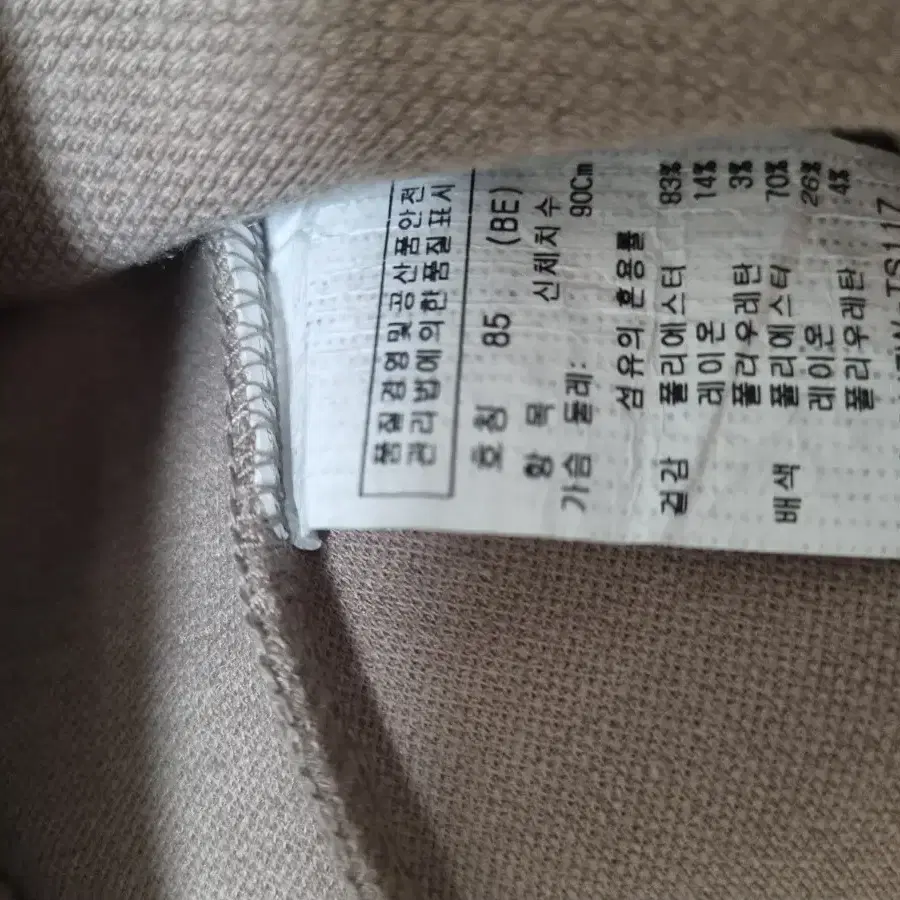 품질경영및공산품안전
관리법에의한품질표시
호칭 85 (BE)
항목 신체치수
가슴둘레: 90Cm
섬유의 혼용률
겉감 폴리에스터 83%
레이온 14%
폴리우레탄 3%
배색 폴리에스터 70%
레이온 26%
폴리우레탄 4%